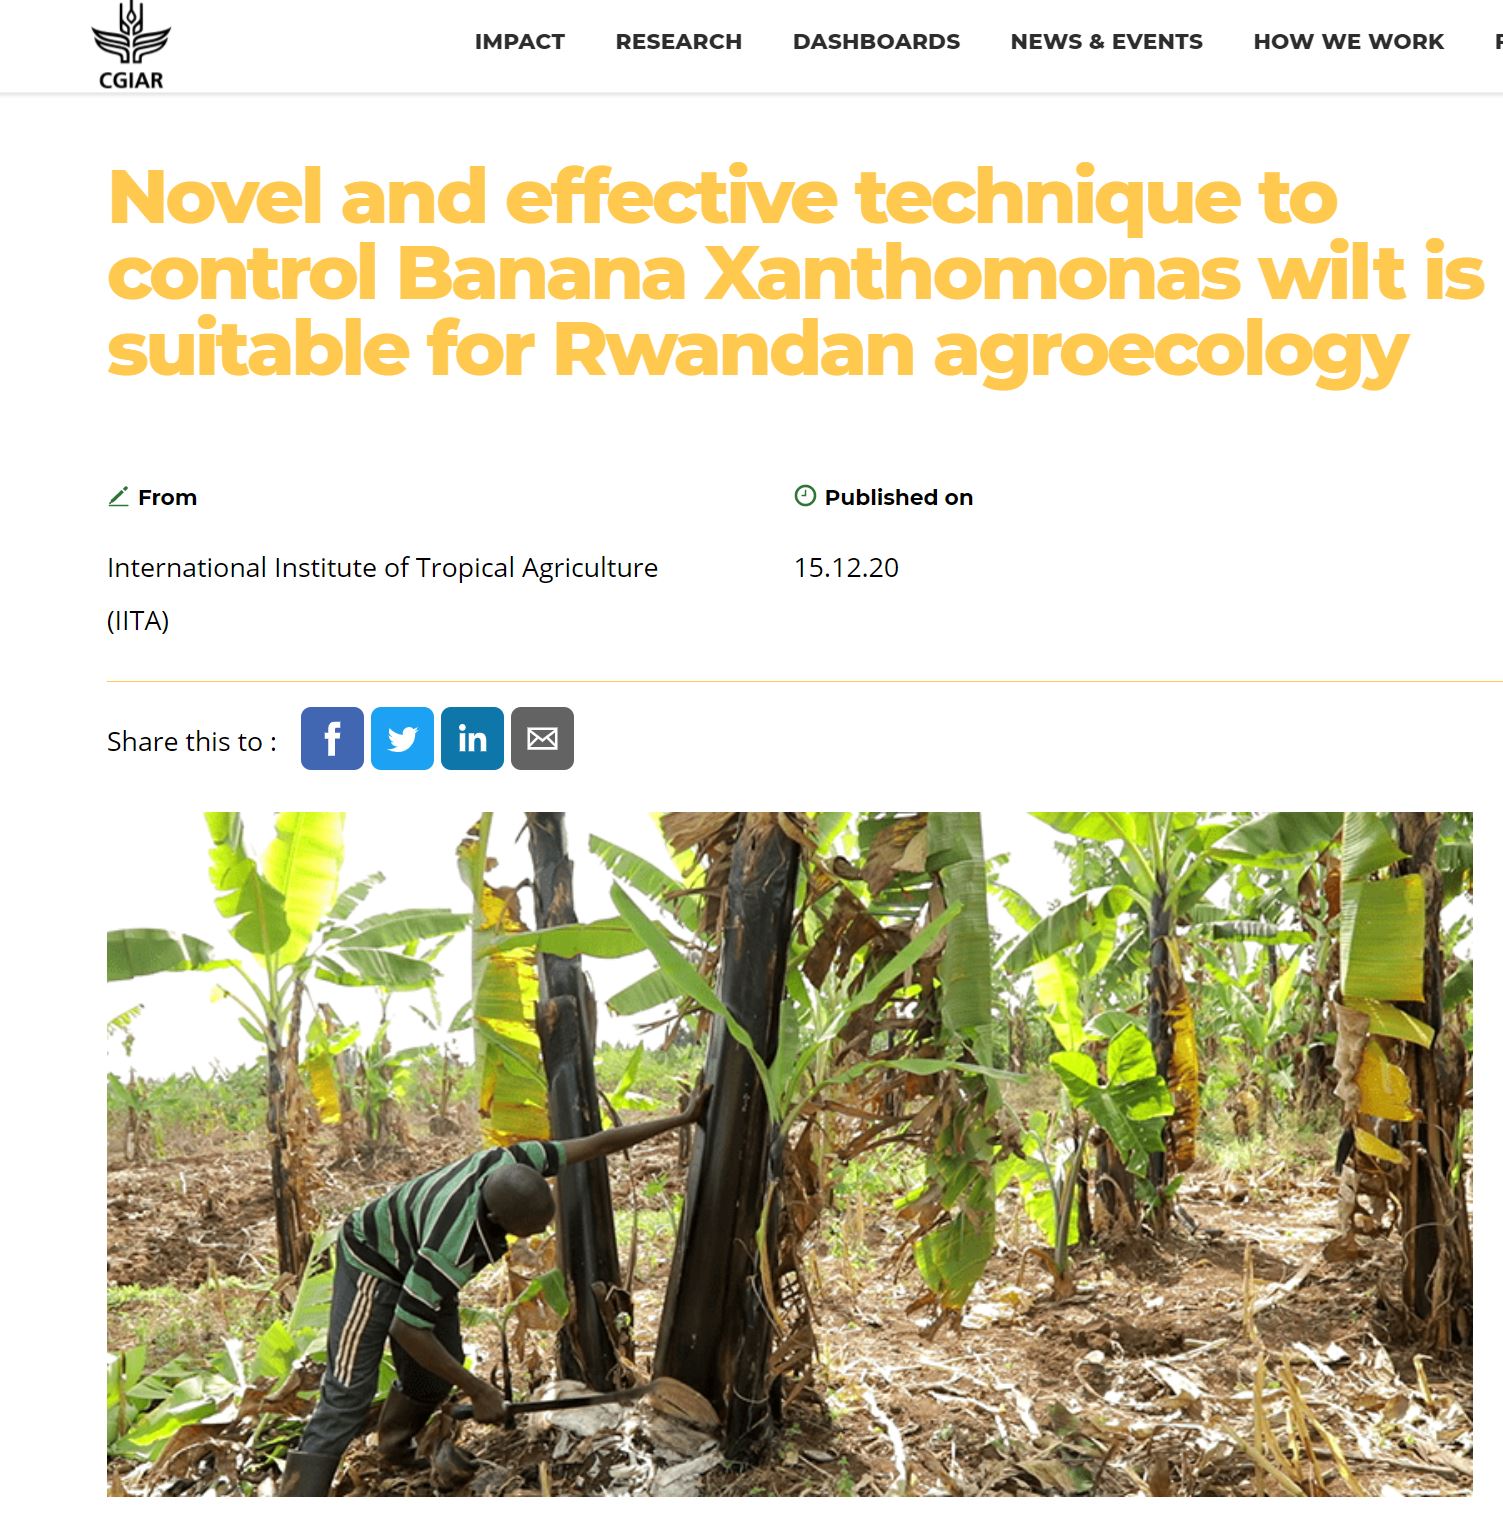 CGIAR
IMPACT RESEARCH DASHBOARDS NEWS & EVENTS HOW WE WORK
Novel and effective technique to
control Banana Xanthomonas wilt is
suitable for Rwandan agroecology
From
Published on
International Institute of Tropical Agriculture
(IITA)
15.12.20
Share this to :